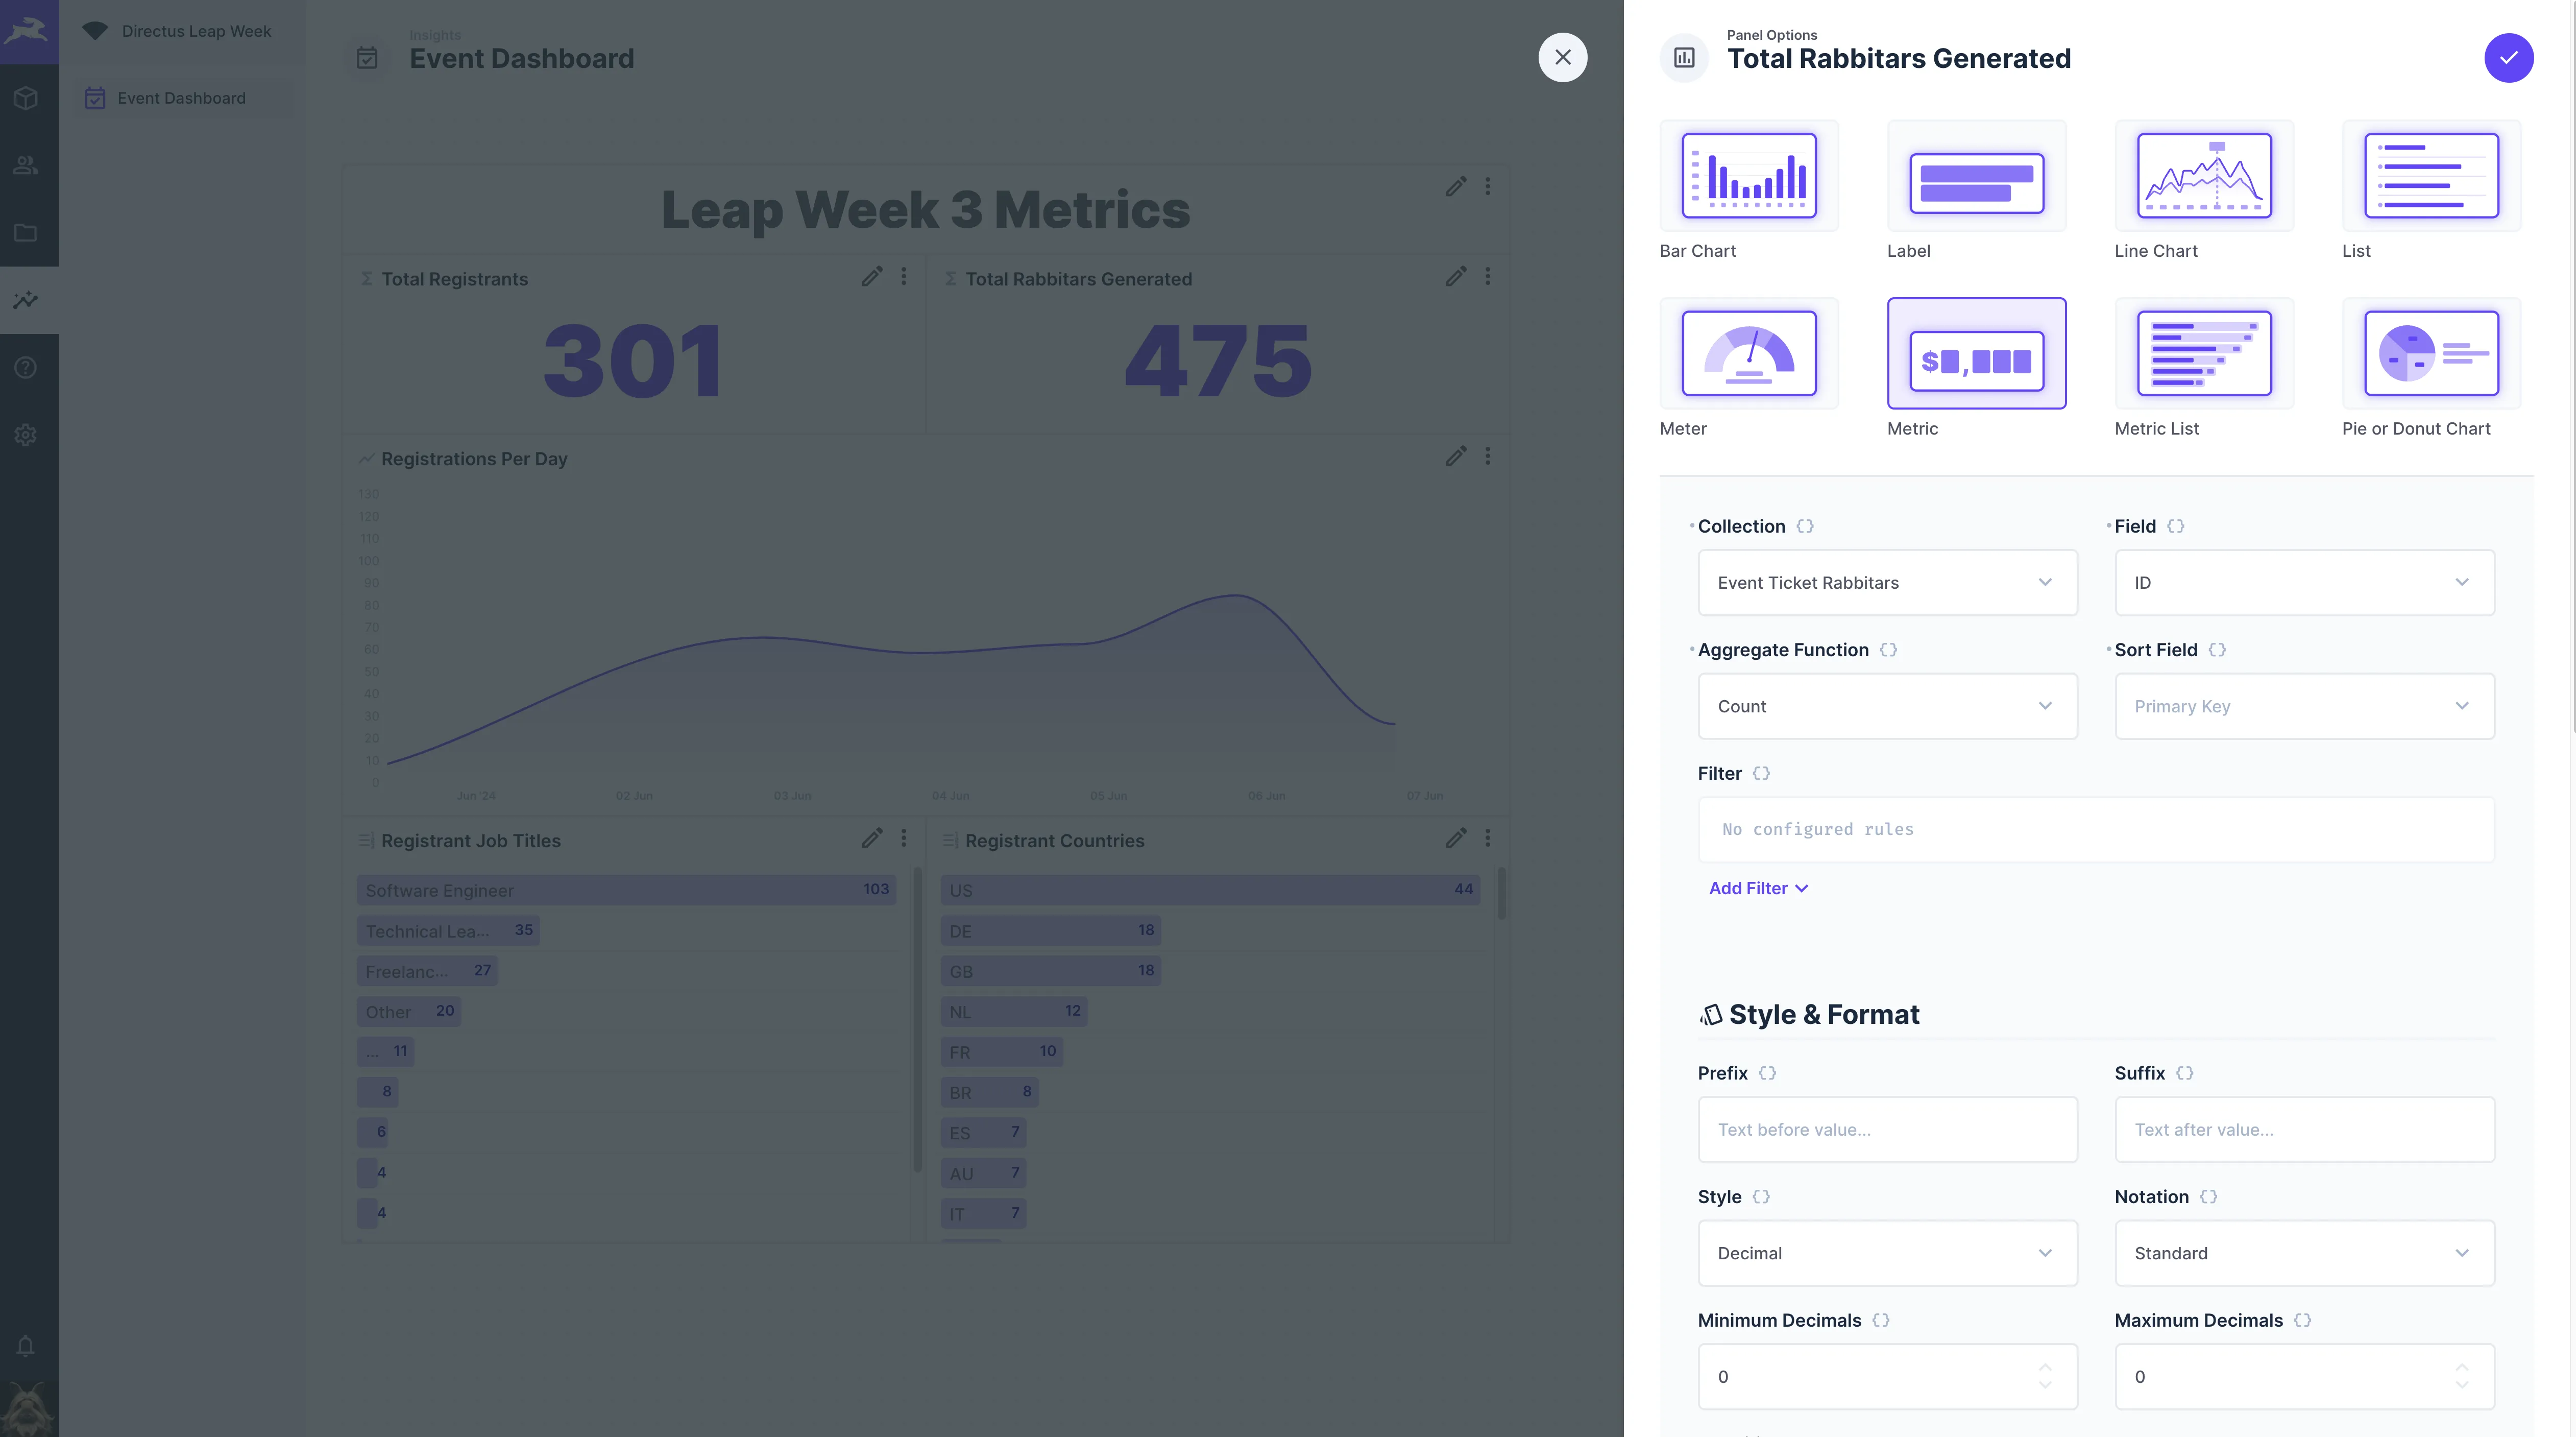 Directus Leap Week
Event Dashboard
Insights
Event Dashboard
Leap Week 3 Metrics
Total Registrants
301
Total Rabbitars Generated
475
Registrations Per Day
130
120
110
100
90
80
70
60
50
40
30
20
10
0
Jun '24 02 Jun 03 Jun 04 Jun 05 Jun 06 Jun 07 Jun
Registrant Job Titles
Software Engineer 103
Technical Lea... 35
Freelanc... 27
Other 20
... 11
8
6
4
4
Registrant Countries
US 44
DE 18
GB 18
NL 12
FR 10
BR 8
ES 7
AU 7
IT 7
Panel Options
Total Rabbitars Generated
Bar Chart
Label
Line Chart
List
Meter
$ ,
Metric
Metric List
Pie or Donut Chart
Collection {}
Event Ticket Rabbitars
Field {}
ID
Aggregate Function {}
Count
Sort Field {}
Primary Key
Filter {}
No configured rules
Add Filter
Style & Format
Prefix {}
Text before value...
Suffix {}
Text after value...
Style {}
Decimal
Notation {}
Standard
Minimum Decimals {}
0
Maximum Decimals {}
0